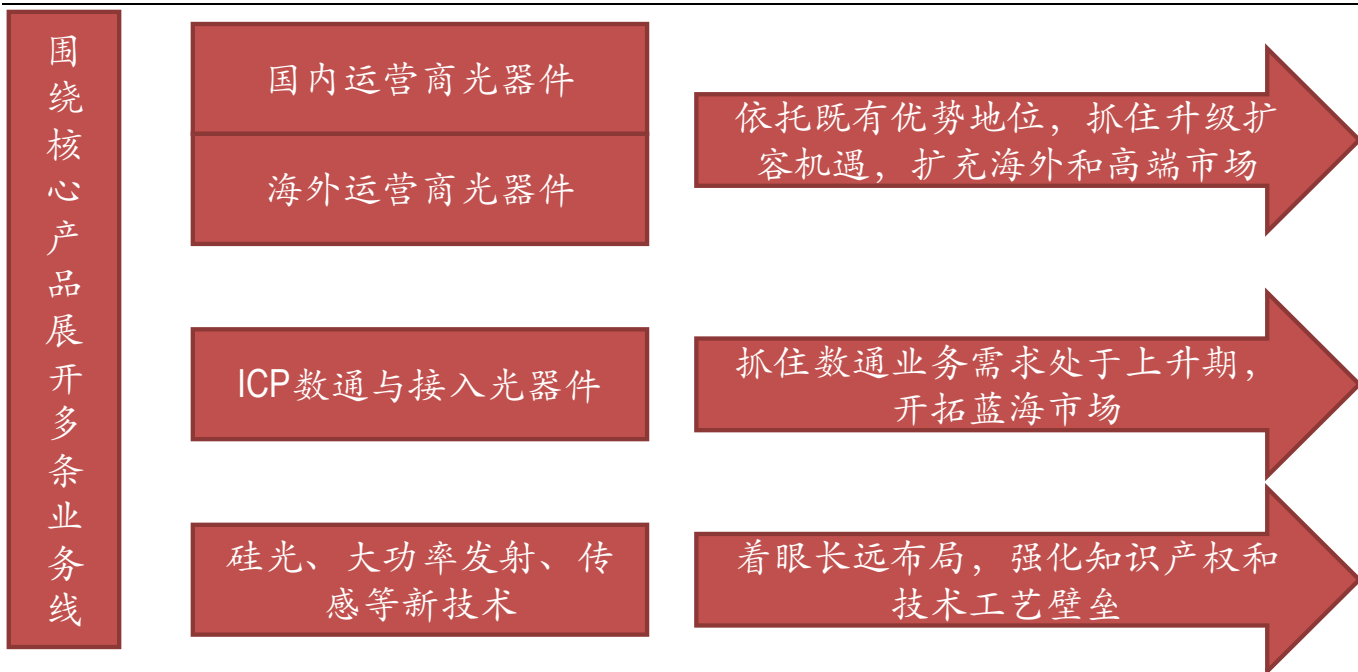 围绕核心产品展开多条业务线
国内运营商光器件
海外运营商光器件
依托既有优势地位，抓住升级扩
容机遇，扩充海外和高端市场
ICP数通与接入光器件
抓住数通业务需求处于上升期，
开拓蓝海市场
硅光、大功率发射、传
感等新技术
着眼长远布局，强化知识产权和
技术工艺壁垒